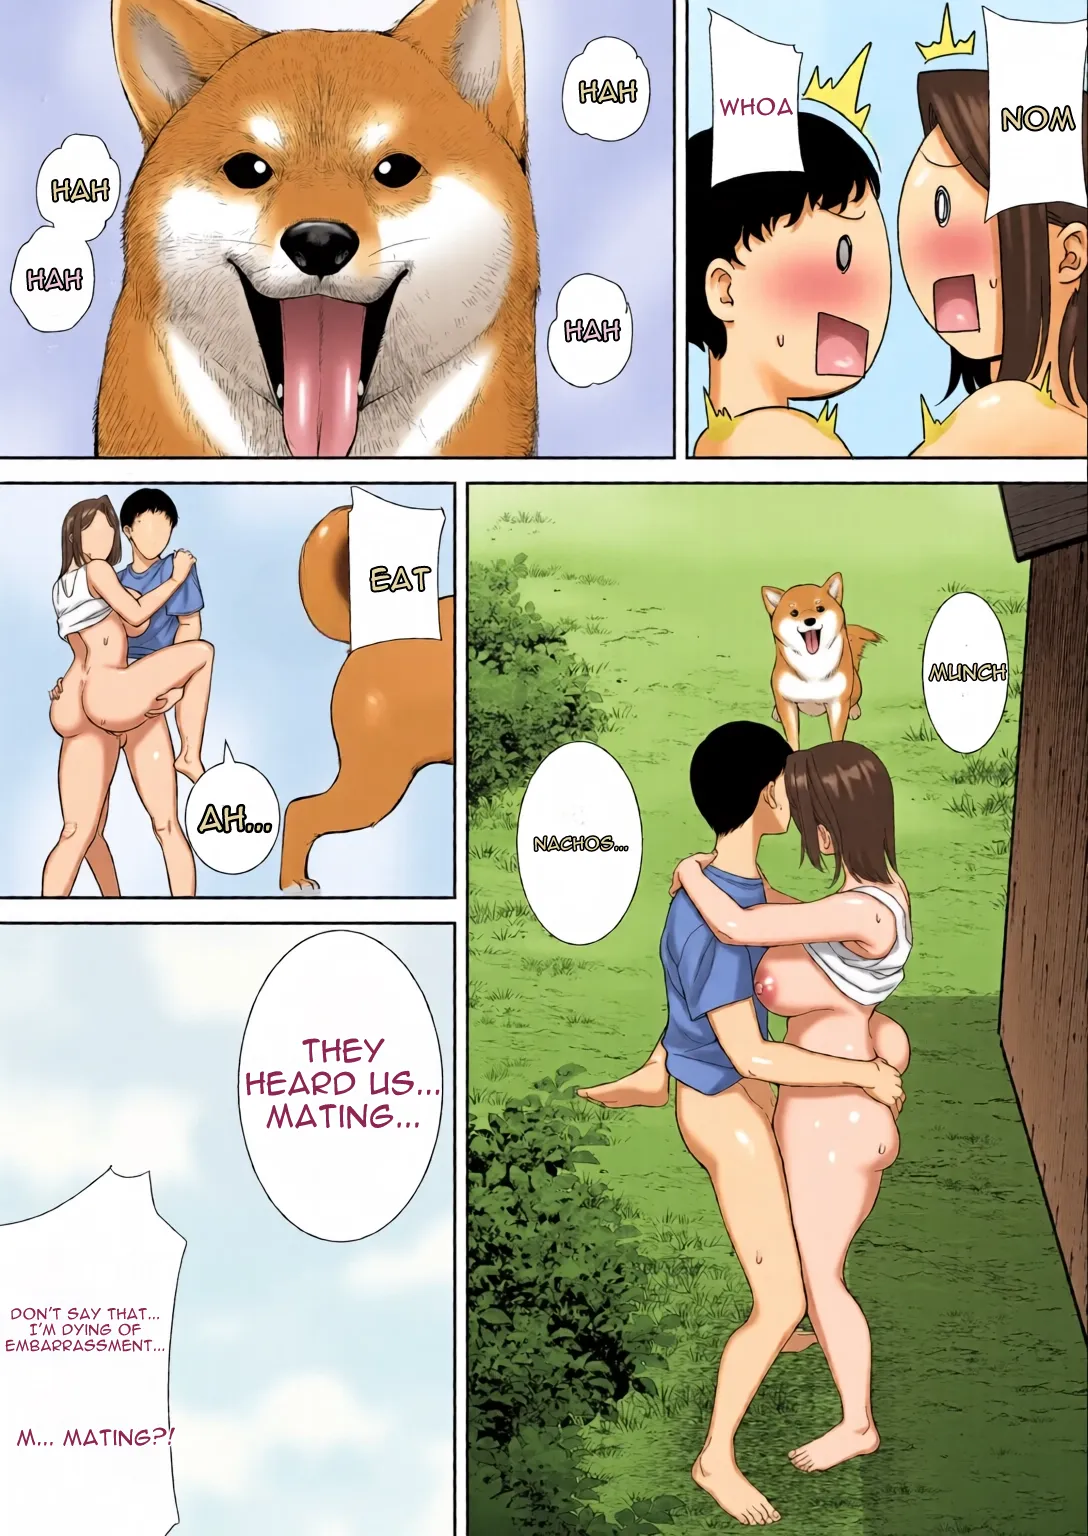 HAH
HAH
HAH
HAH
NOM
WHOA
EAT
AH...
MUNCH
NACHOS...
THEY
HEARD US...
MATING...
DON'T SAY THAT...
I'M DYING OF
EMBARRASSMENT...
M... MATING?!